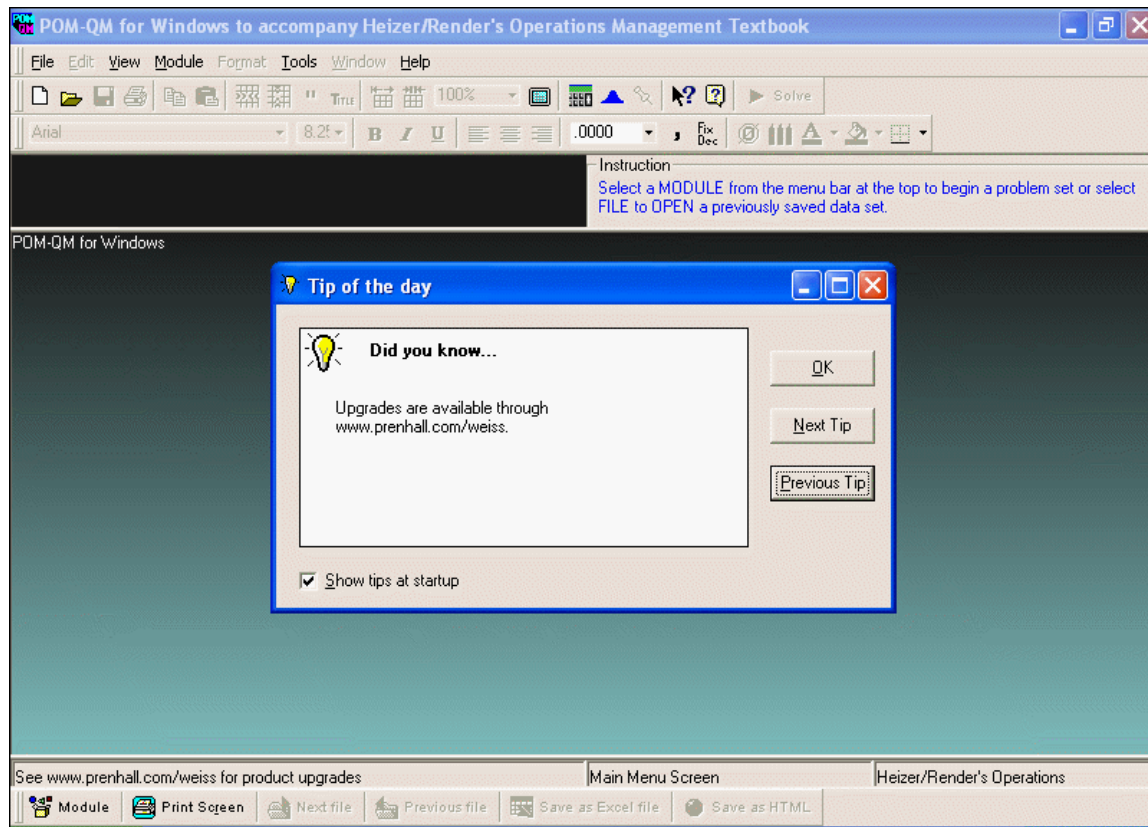 POM-QM for Windows to accompany Heizer/Render's Operations Management Textbook
File Edit View Module Format Tools Window Help
TITLE 100% Solve
Arial 8.25 B I U .0000 , Fix Dec A
Instruction
Select a MODULE from the menu bar at the top to begin a problem set or select
FILE to OPEN a previously saved data set.
POM-QM for Windows
Tip of the day
Did you know...
Upgrades are available through
www.prenhall.com/weiss.
OK
Next Tip
Previous Tip
Show tips at startup
See www.prenhall.com/weiss for product upgrades Main Menu Screen Heizer/Render's Operations
Module Print Screen Next file Previous file Save as Excel file Save as HTML